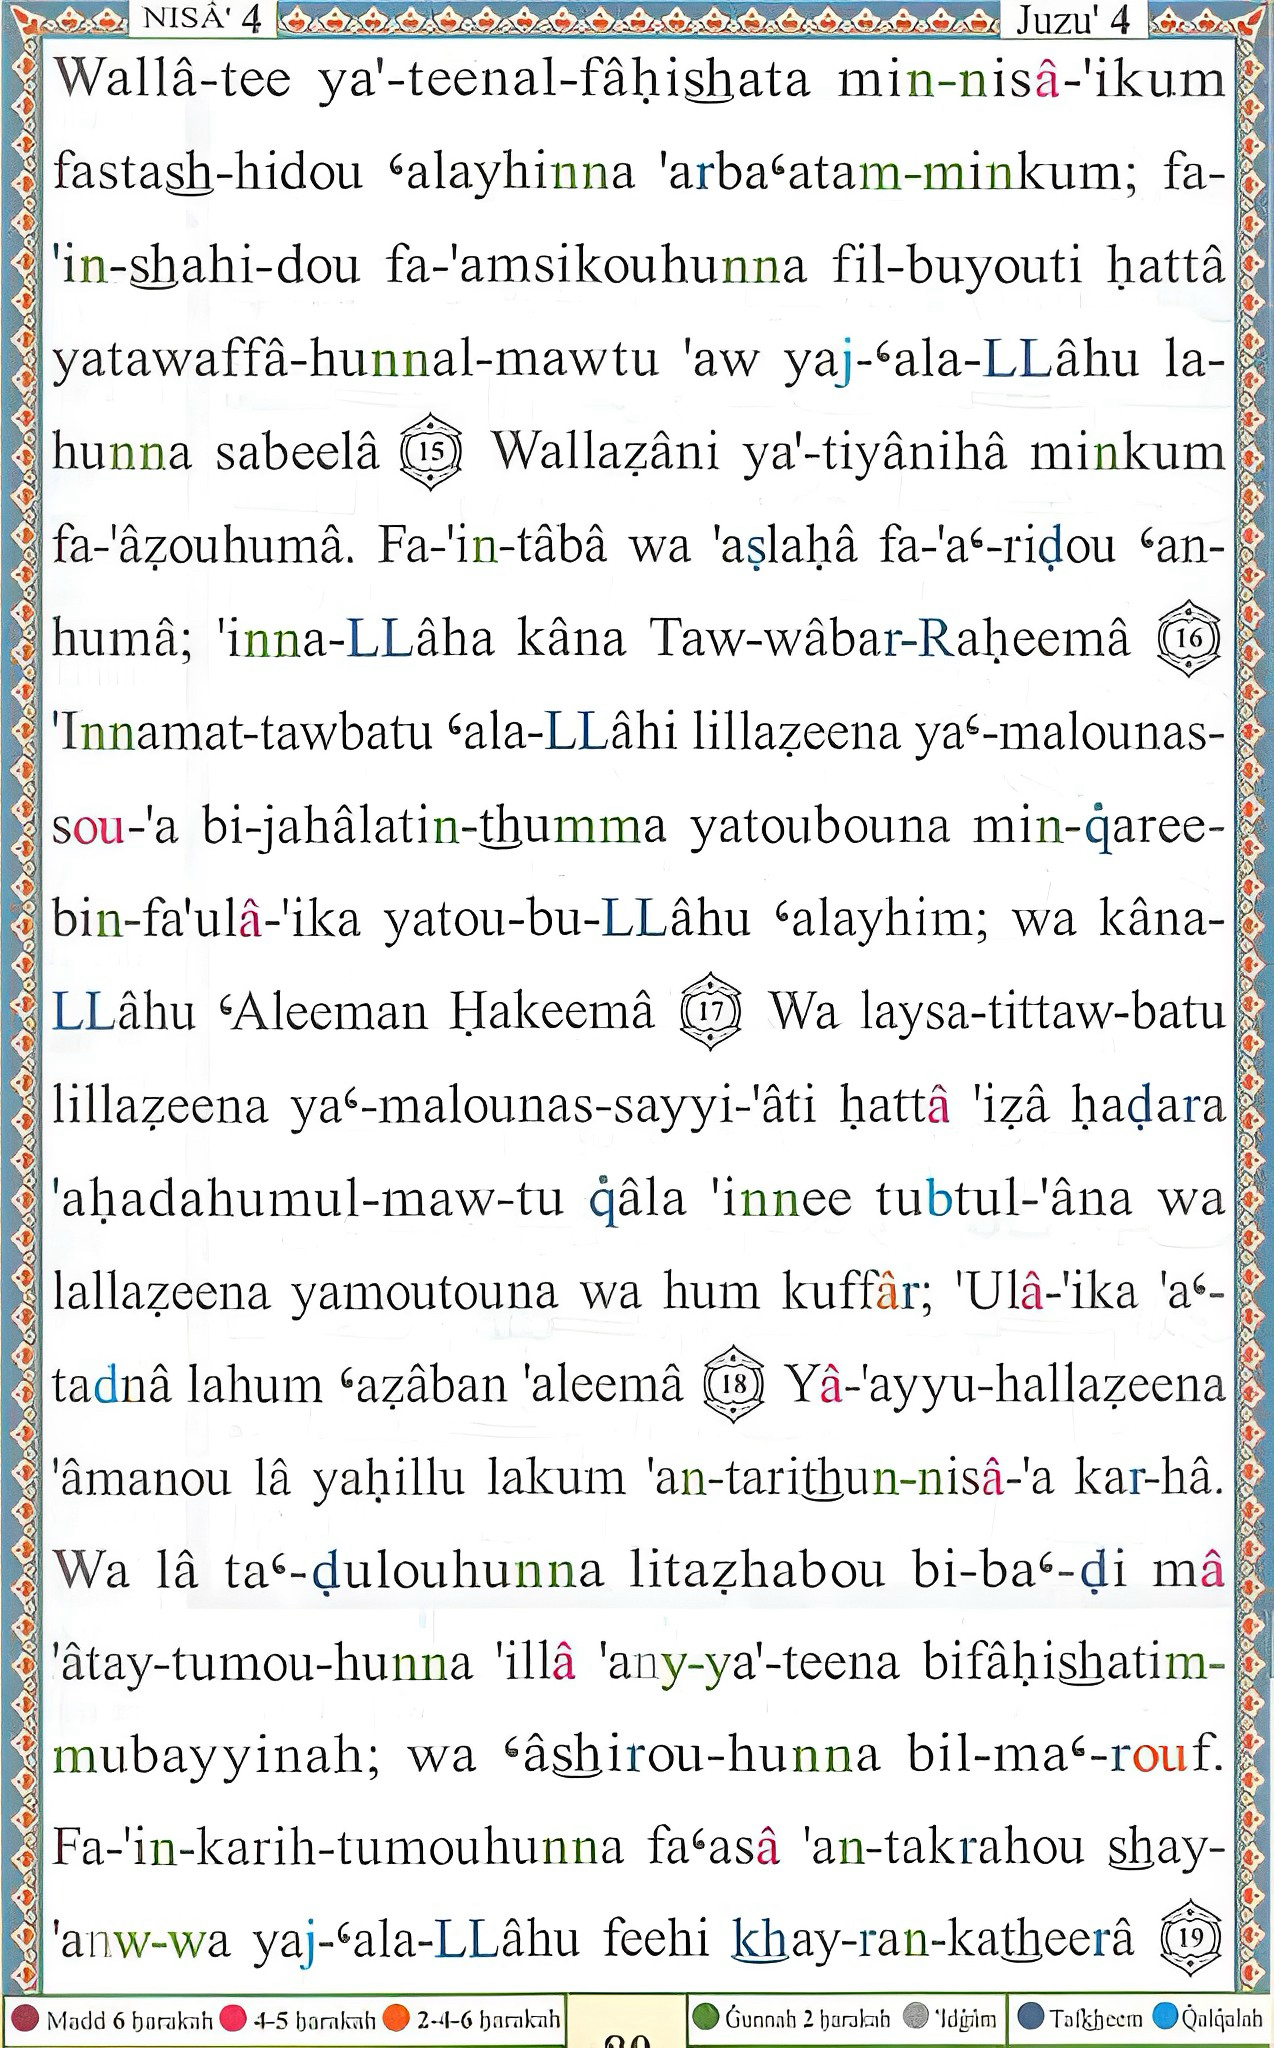 NISÂ' 4 Juzu' 4
Wallâ-tee ya'-teenal-fâḥishata min-nisâ-'ikum
fastash-hidou ʿalayhinna 'arbaʿatam-minkum; fa-
'in-shahi-dou fa-'amsikouhunna fil-buyouti ḥattâ
yatawaffâ-hunnal-mawtu 'aw yaj-ʿala-LLâhu la-
hunna sabeelâ 15 Wallaẓâni ya'-tiyânihâ minkum
fa-'âẓouhumâ. Fa-'in-tâbâ wa 'aṣlaḥâ fa-'aʿ-riḍou ʿan-
humâ; 'inna-LLâha kâna Taw-wâbar-Raḥeemâ 16
'Innamat-tawbatu ʿala-LLâhi lillaẓeena yaʿ-malounas-
sou-'a bi-jahâlatin-thumma yatoubouna min-q̇aree-
bin-fa'ulâ-'ika yatou-bu-LLâhu ʿalayhim; wa kâna-
LLâhu ʿAleeman Ḥakeemâ 17 Wa laysa-tittaw-batu
lillaẓeena yaʿ-malounas-sayyi-'âti ḥattâ 'iẓâ ḥaḍara
'aḥadahumul-maw-tu q̇âla 'innee tubtul-'âna wa
lallaẓeena yamoutouna wa hum kuffâr; 'Ulâ-'ika 'aʿ-
tadnâ lahum ʿaẓâban 'aleemâ 18 Yâ-'ayyu-hallaẓeena
'âmanou lâ yaḥillu lakum 'an-tarithun-nisâ-'a kar-hâ.
Wa lâ taʿ-ḍulouhunna litaẓhabou bi-baʿ-ḍi mâ
'âtay-tumou-hunna 'illâ 'any-ya'-teena bifâḥishatim-
mubayyinah; wa ʿâshirou-hunna bil-maʿ-rouf.
Fa-'in-karih-tumouhunna faʿasâ 'an-takrahou shay-
'anw-wa yaj-ʿala-LLâhu feehi khay-ran-katheerâ 19
Madd 6 ḥarakah 4-5 ḥarakah 2-4-6 ḥarakah Ġunnah 2 ḥarakah 'Idġâm Tafkheem Q̇alq̇alah